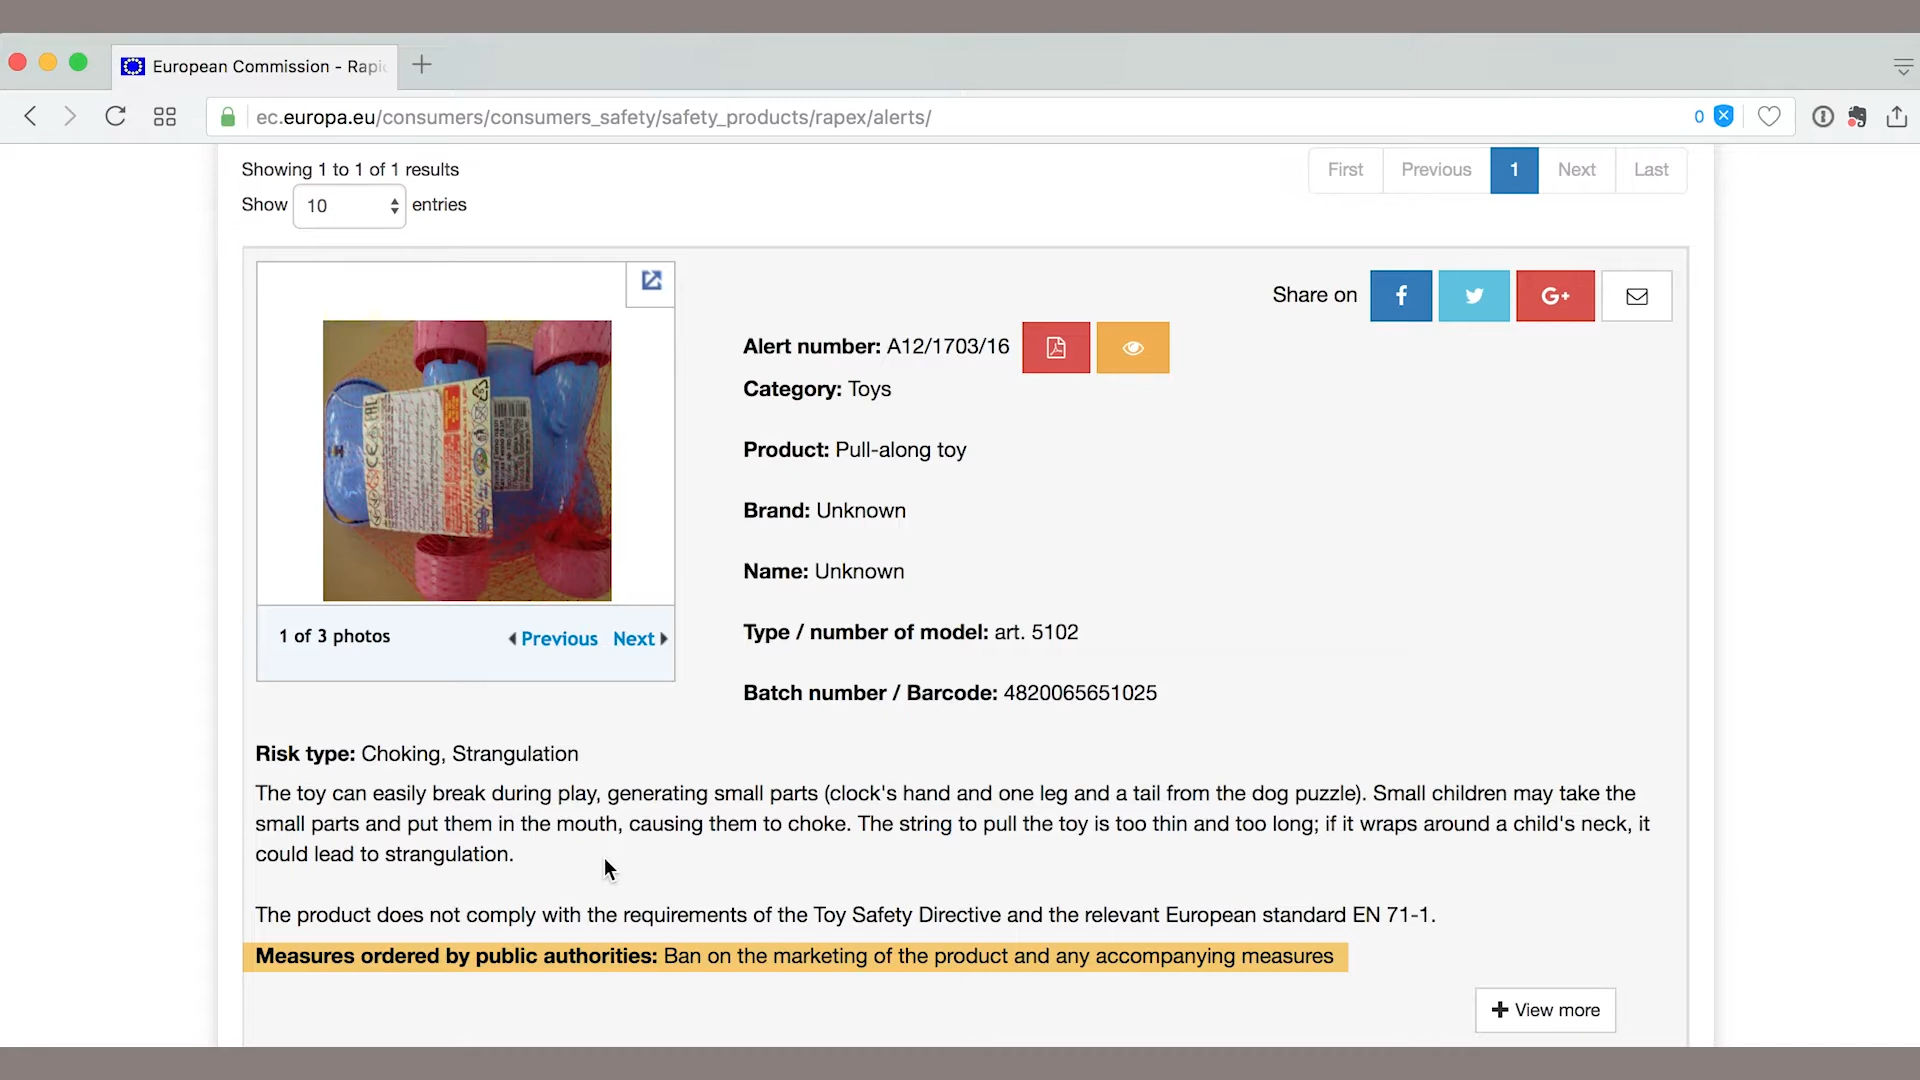 European Commission - Rapi
ec.europa.eu/consumers/consumers_safety/safety_products/rapex/alerts/
0
Showing 1 to 1 of 1 results
First Previous 1 Next Last
Show 10 entries
Share on
Alert number: A12/1703/16
Category: Toys
Product: Pull-along toy
Brand: Unknown
Name: Unknown
Type / number of model: art. 5102
Batch number / Barcode: 4820065651025
1 of 3 photos Previous Next
Risk type: Choking, Strangulation
The toy can easily break during play, generating small parts (clock's hand and one leg and a tail from the dog puzzle). Small children may take the
small parts and put them in the mouth, causing them to choke. The string to pull the toy is too thin and too long; if it wraps around a child's neck, it
could lead to strangulation.
The product does not comply with the requirements of the Toy Safety Directive and the relevant European standard EN 71-1.
Measures ordered by public authorities: Ban on the marketing of the product and any accompanying measures
View more